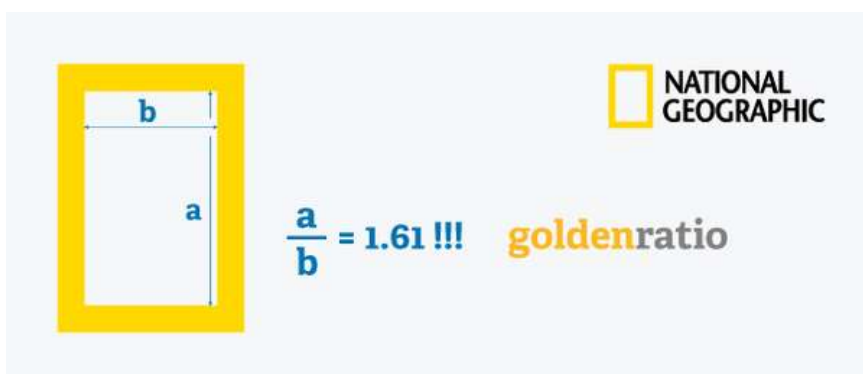 NATIONAL
GEOGRAPHIC
b
a
a
b
= 1.61 !!!
goldenratio